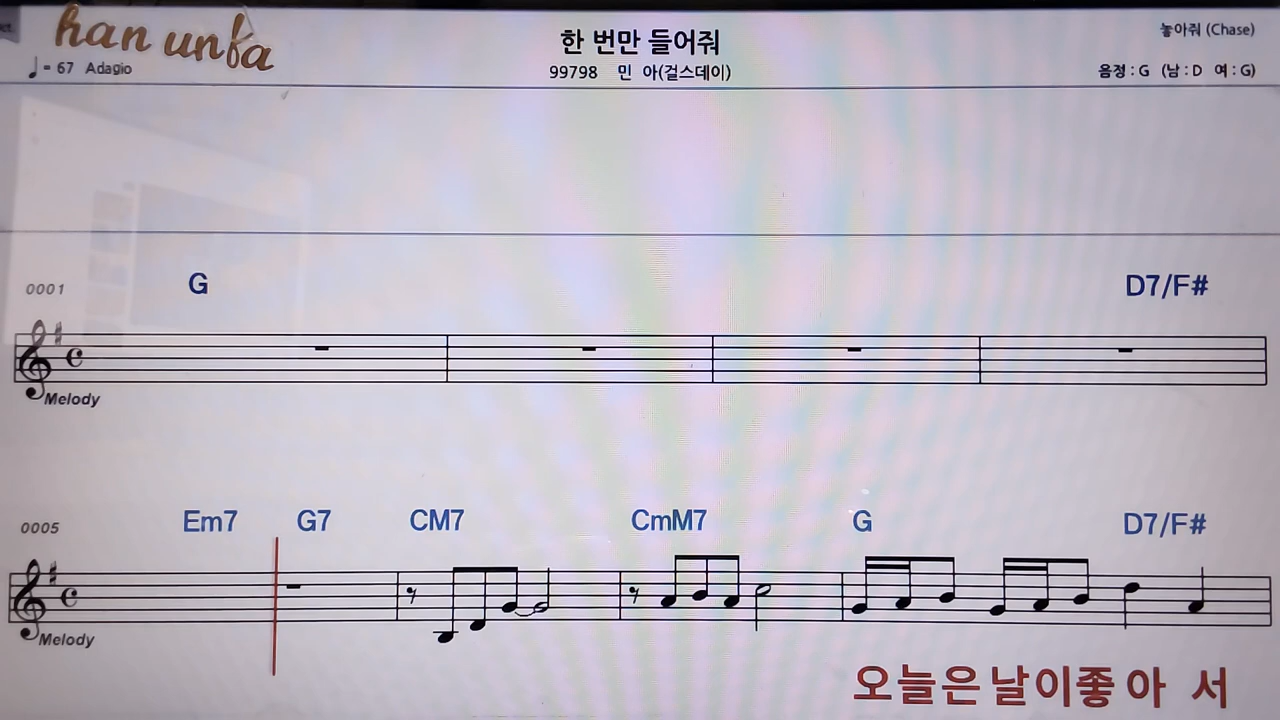 han unfa
한 번만 들어줘
놓아줘 (Chase)
♩= 67 Adagio
99798 민 아(걸스데이)
음정 : G (남 : D 여 : G)
0001 G D7/F#
Melody
0005 Em7 G7 CM7 CmM7 G D7/F#
Melody
오늘은 날이좋 아 서